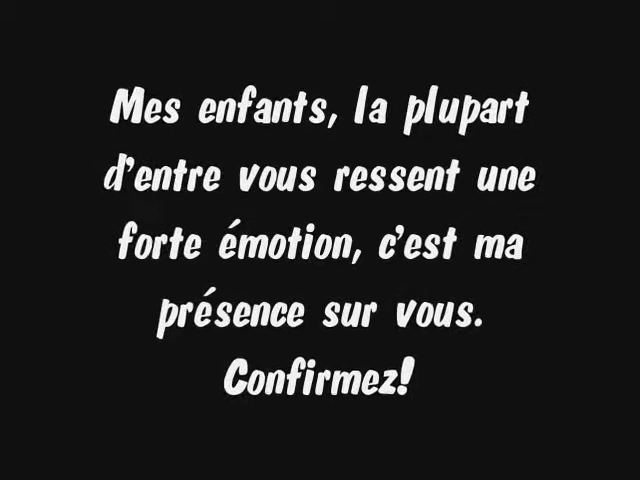 Mes enfants, la plupart
d'entre vous ressent une
forte émotion, c'est ma
présence sur vous.
Confirmez!